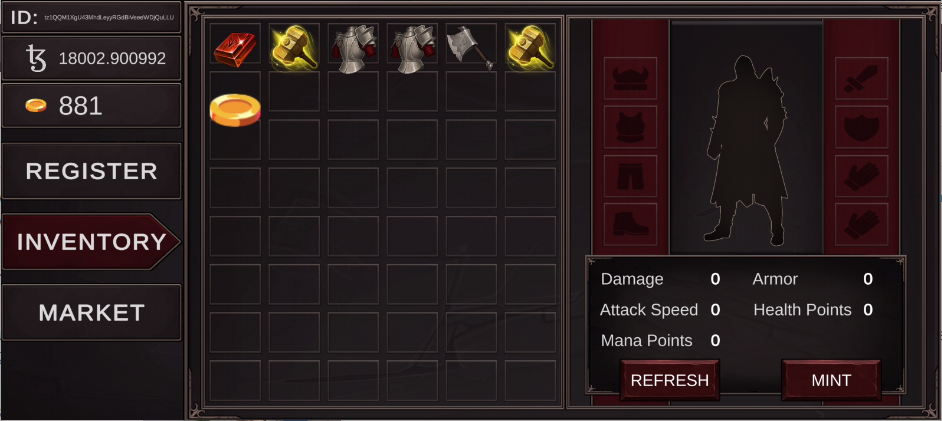 ID:
18002.900992
881
REGISTER
INVENTORY
MARKET
Damage 0 Armor 0
Attack Speed 0 Health Points 0
Mana Points 0
REFRESH MINT